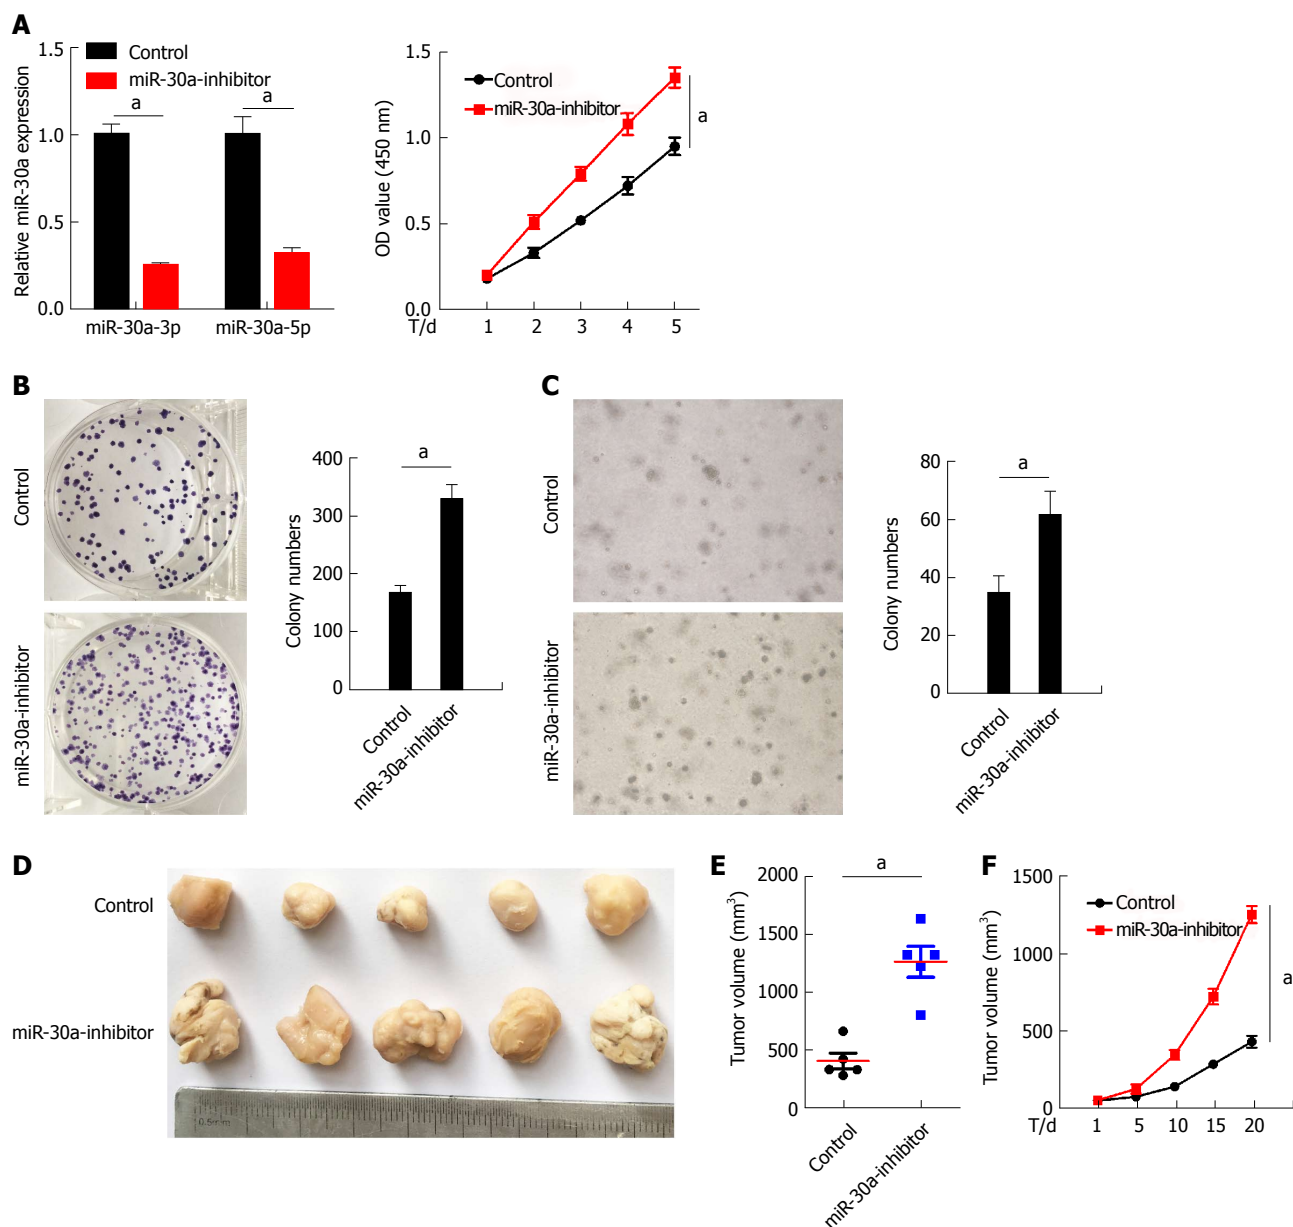 A
1.5
1.0
0.5
0.0
Relative miR-30a expression
Control
miR-30a-inhibitor
a
a
miR-30a-3p
miR-30a-5p
1.5
1.0
0.5
0.0
OD value (450 nm)
Control
miR-30a-inhibitor
a
T/d
1
2
3
4
5
B
Control
miR-30a-inhibitor
400
300
200
100
0
Colony numbers
a
Control
miR-30a-inhibitor
C
Control
miR-30a-inhibitor
80
60
40
20
0
Colony numbers
a
Control
miR-30a-inhibitor
D
Control
miR-30a-inhibitor
0.5mm
E
2000
1500
1000
500
0
Tumor volume (mm³)
a
Control
miR-30a-inhibitor
F
1500
1000
500
0
Tumor volume (mm³)
Control
miR-30a-inhibitor
a
T/d
1
5
10
15
20